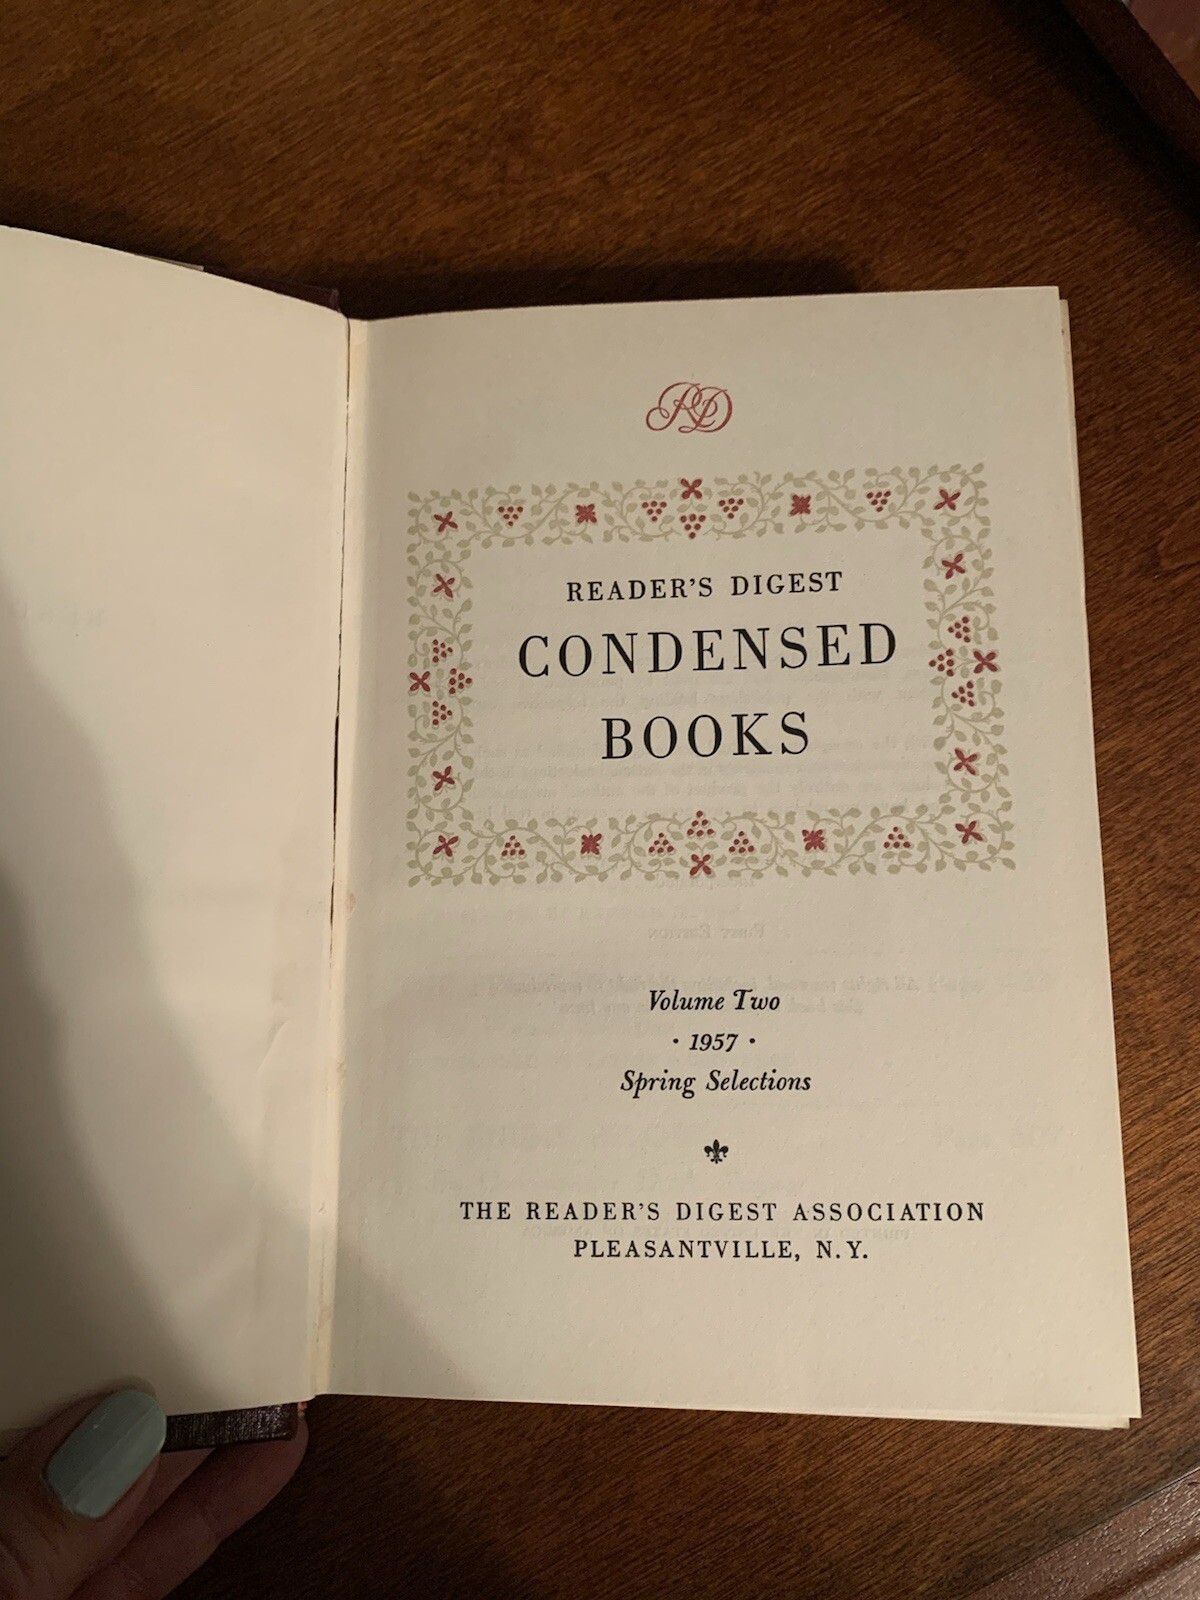 RD
READER'S DIGEST
CONDENSED
BOOKS
Volume Two
• 1957 •
Spring Selections
THE READER'S DIGEST ASSOCIATION
PLEASANTVILLE, N.Y.